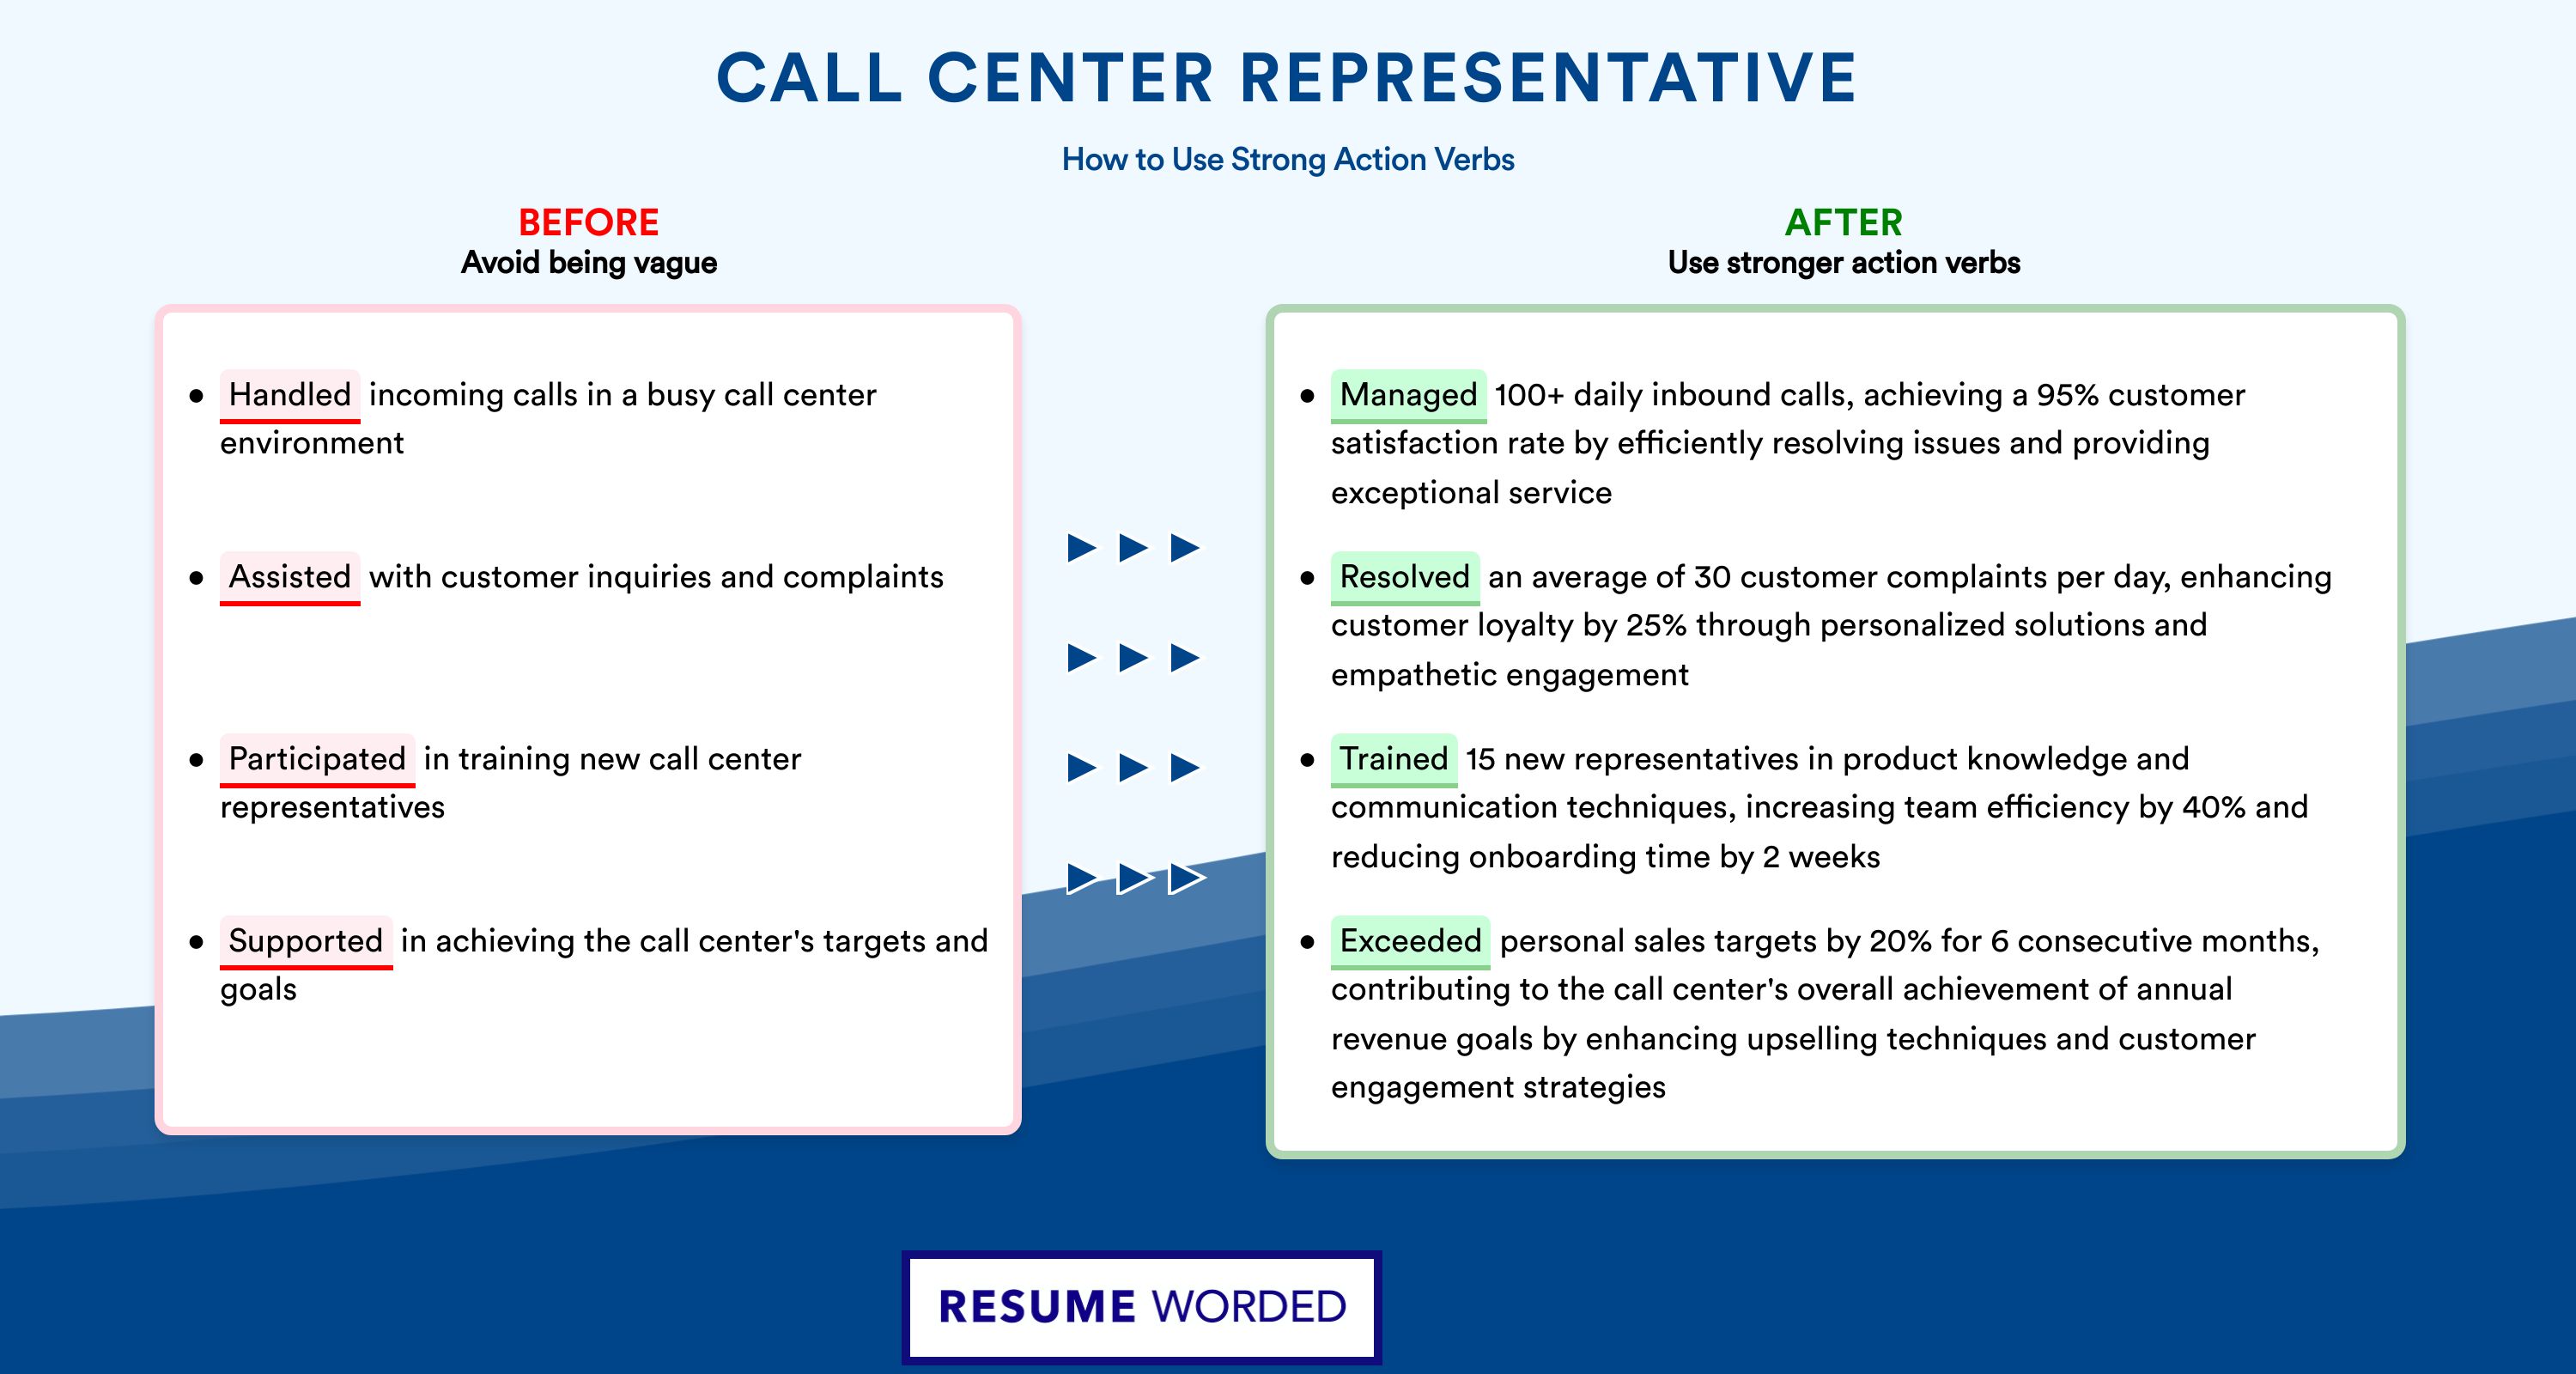 CALL CENTER REPRESENTATIVE
How to Use Strong Action Verbs
BEFORE
Avoid being vague
• Handled incoming calls in a busy call center
environment
• Assisted with customer inquiries and complaints
• Participated in training new call center
representatives
• Supported in achieving the call center's targets and
goals
AFTER
Use stronger action verbs
• Managed 100+ daily inbound calls, achieving a 95% customer
satisfaction rate by efficiently resolving issues and providing
exceptional service
• Resolved an average of 30 customer complaints per day, enhancing
customer loyalty by 25% through personalized solutions and
empathetic engagement
• Trained 15 new representatives in product knowledge and
communication techniques, increasing team efficiency by 40% and
reducing onboarding time by 2 weeks
• Exceeded personal sales targets by 20% for 6 consecutive months,
contributing to the call center's overall achievement of annual
revenue goals by enhancing upselling techniques and customer
engagement strategies
RESUME WORDED